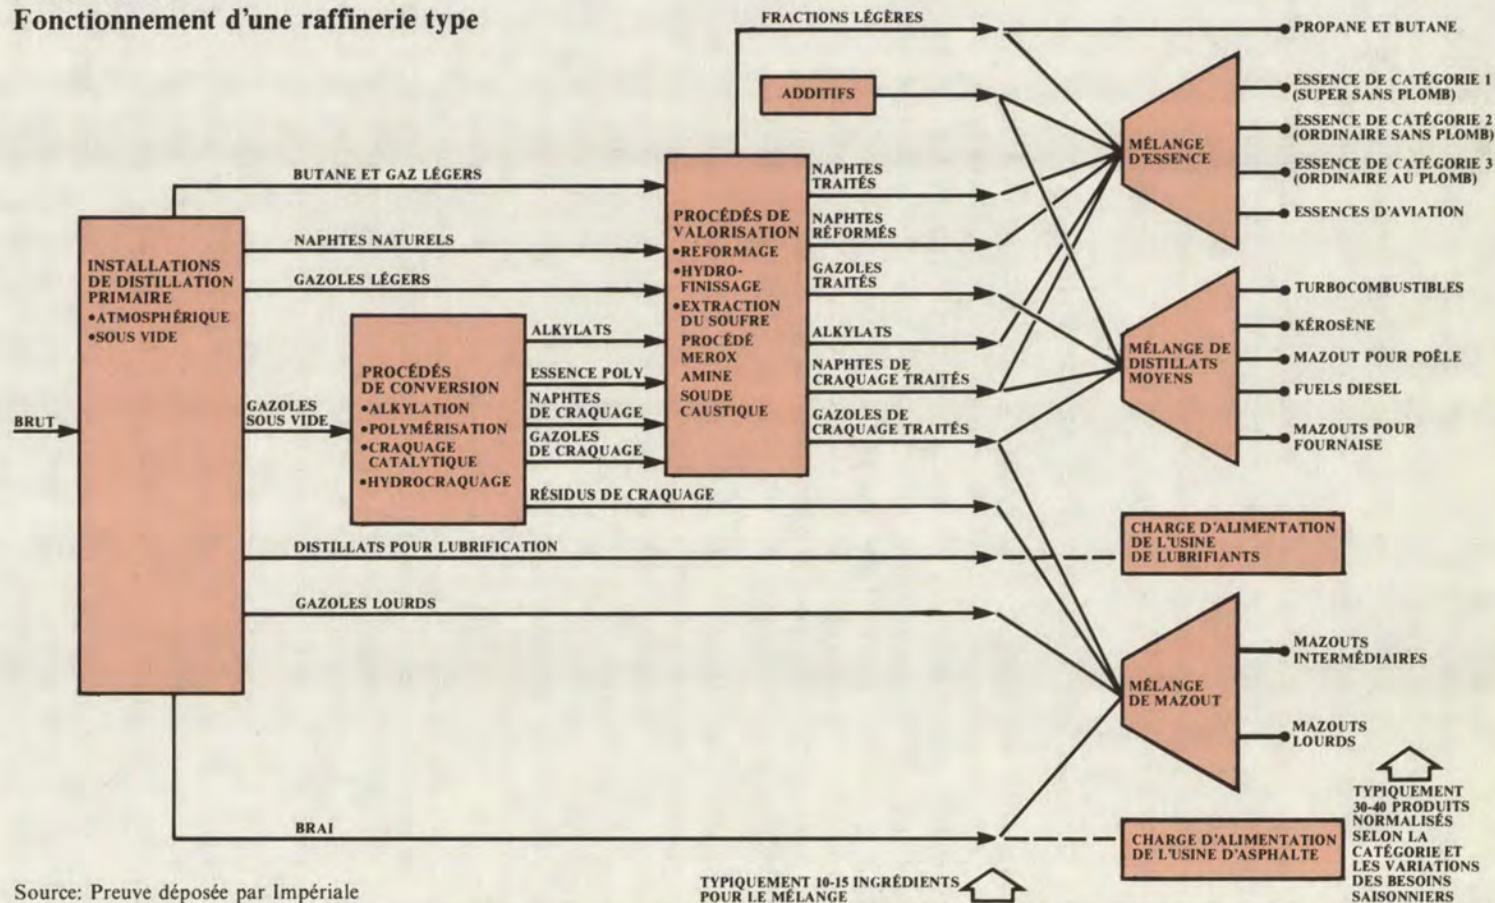 Fonctionnement d'une raffinerie type
FRACTIONS LÉGÈRES
PROPANE ET BUTANE
ADDITIFS
ESSENCE DE CATÉGORIE 1
(SUPER SANS PLOMB)
ESSENCE DE CATÉGORIE 2
(ORDINAIRE SANS PLOMB)
ESSENCE DE CATÉGORIE 3
(ORDINAIRE AU PLOMB)
ESSENCES D'AVIATION
MÉLANGE
D'ESSENCE
BUTANE ET GAZ LÉGERS
NAPHTES NATURELS
GAZOLES LÉGERS
INSTALLATIONS
DE DISTILLATION
PRIMAIRE
•ATMOSPHÉRIQUE
•SOUS VIDE
BRUT
GAZOLES
SOUS VIDE
PROCÉDÉS
DE CONVERSION
•ALKYLATION
•POLYMÉRISATION
•CRAQUAGE
CATALYTIQUE
•HYDROCRAQUAGE
ALKYLATS
ESSENCE POLY
NAPHTES
DE CRAQUAGE
GAZOLES
DE CRAQUAGE
RÉSIDUS DE CRAQUAGE
PROCÉDÉS DE
VALORISATION
•REFORMAGE
•HYDRO-
FINISSAGE
•EXTRACTION
DU SOUFRE
PROCÉDÉ
MEROX
AMINE
SOUDE
CAUSTIQUE
NAPHTES
TRAITÉS
NAPHTES
RÉFORMÉS
GAZOLES
TRAITÉS
ALKYLATS
NAPHTES DE
CRAQUAGE TRAITÉS
GAZOLES DE
CRAQUAGE TRAITÉS
MÉLANGE DE
DISTILLATS
MOYENS
TURBOCOMBUSTIBLES
KÉROSÈNE
MAZOUT POUR POÊLE
FUELS DIESEL
MAZOUTS POUR
FOURNAISE
DISTILLATS POUR LUBRIFICATION
CHARGE D'ALIMENTATION
DE L'USINE
DE LUBRIFIANTS
GAZOLES LOURDS
MÉLANGE
DE MAZOUT
MAZOUTS
INTERMÉDIAIRES
MAZOUTS
LOURDS
BRAI
CHARGE D'ALIMENTATION
DE L'USINE D'ASPHALTE
TYPIQUEMENT
30-40 PRODUITS
NORMALISÉS
SELON LA
CATÉGORIE ET
LES VARIATIONS
DES BESOINS
SAISONNIERS
TYPIQUEMENT 10-15 INGRÉDIENTS
POUR LE MÉLANGE
Source: Preuve déposée par Impériale